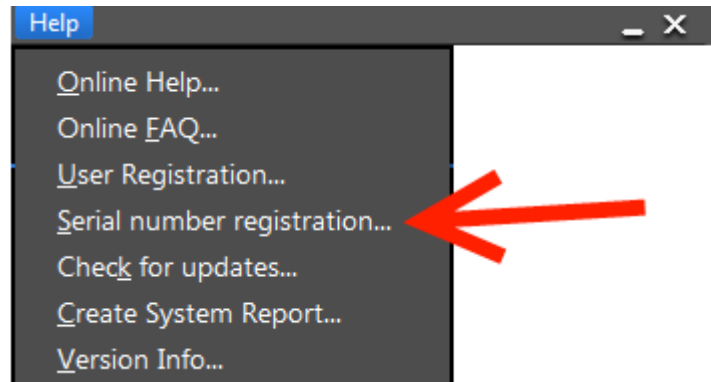 Help
Online Help...
Online FAQ...
User Registration...
Serial number registration...
Check for updates...
Create System Report...
Version Info...